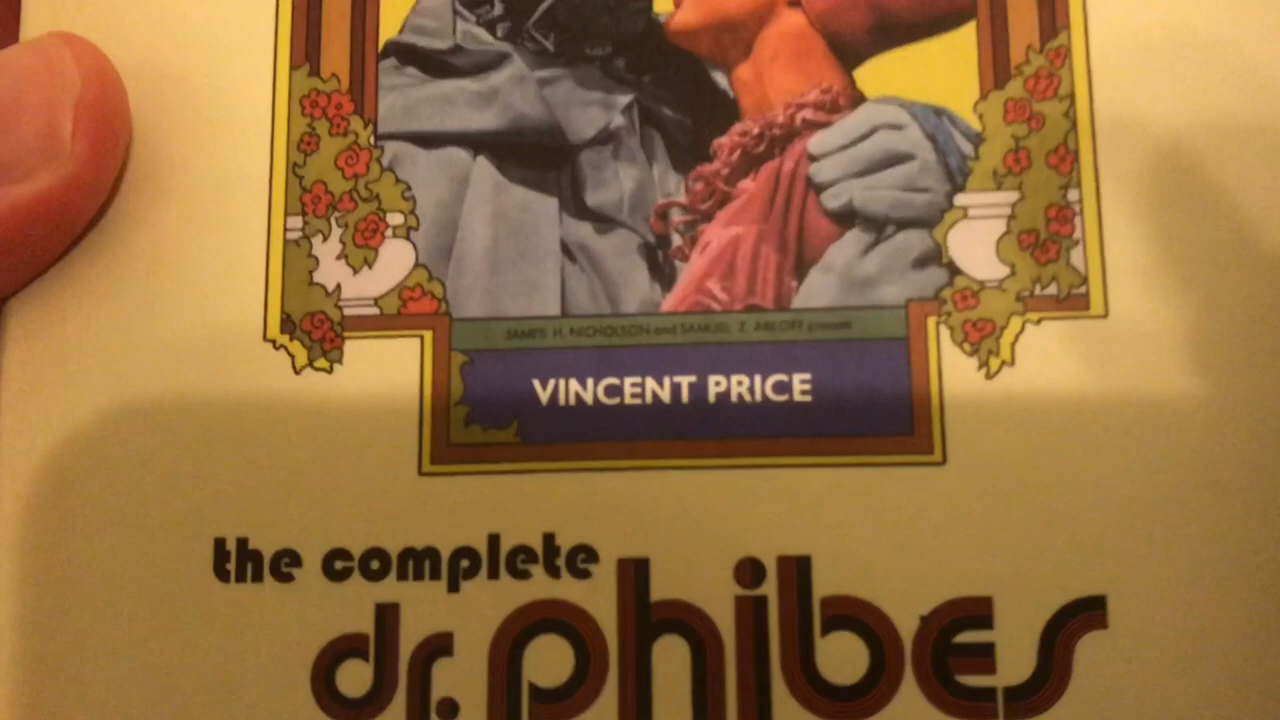 JAMES H. NICHOLSON and SAMUEL Z. ARKOFF present
VINCENT PRICE
the complete
dr. phibes